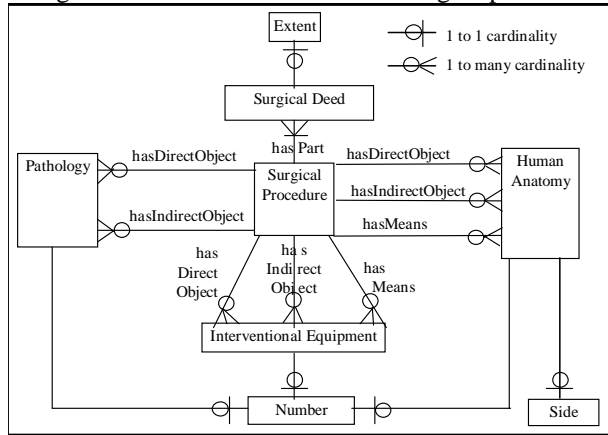 Extent
1 to 1 cardinality
1 to many cardinality
Surgical Deed
has Part
hasDirectObject
hasDirectObject
Pathology
Surgical
Procedure
Human
Anatomy
hasIndirectObject
hasIndirectObject
hasMeans
has
Direct
Object
ha s
Indirect
Object
has
Means
Interventional Equipment
Number
Side